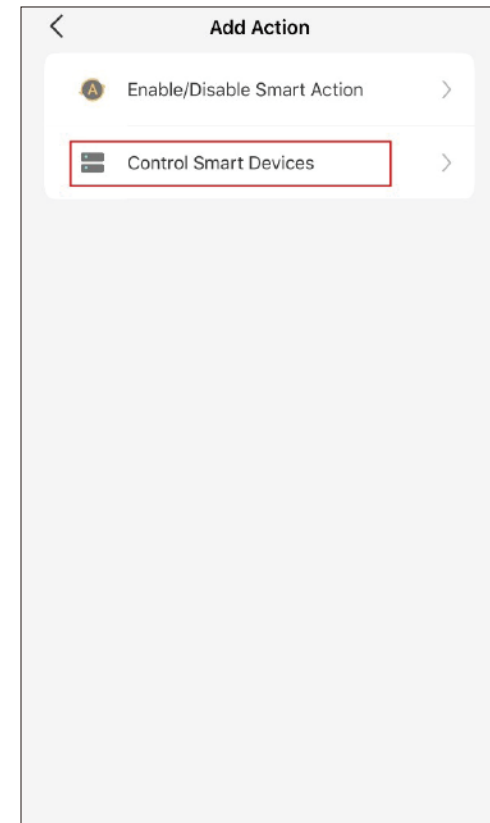 Add Action
A
Enable/Disable Smart Action
Control Smart Devices